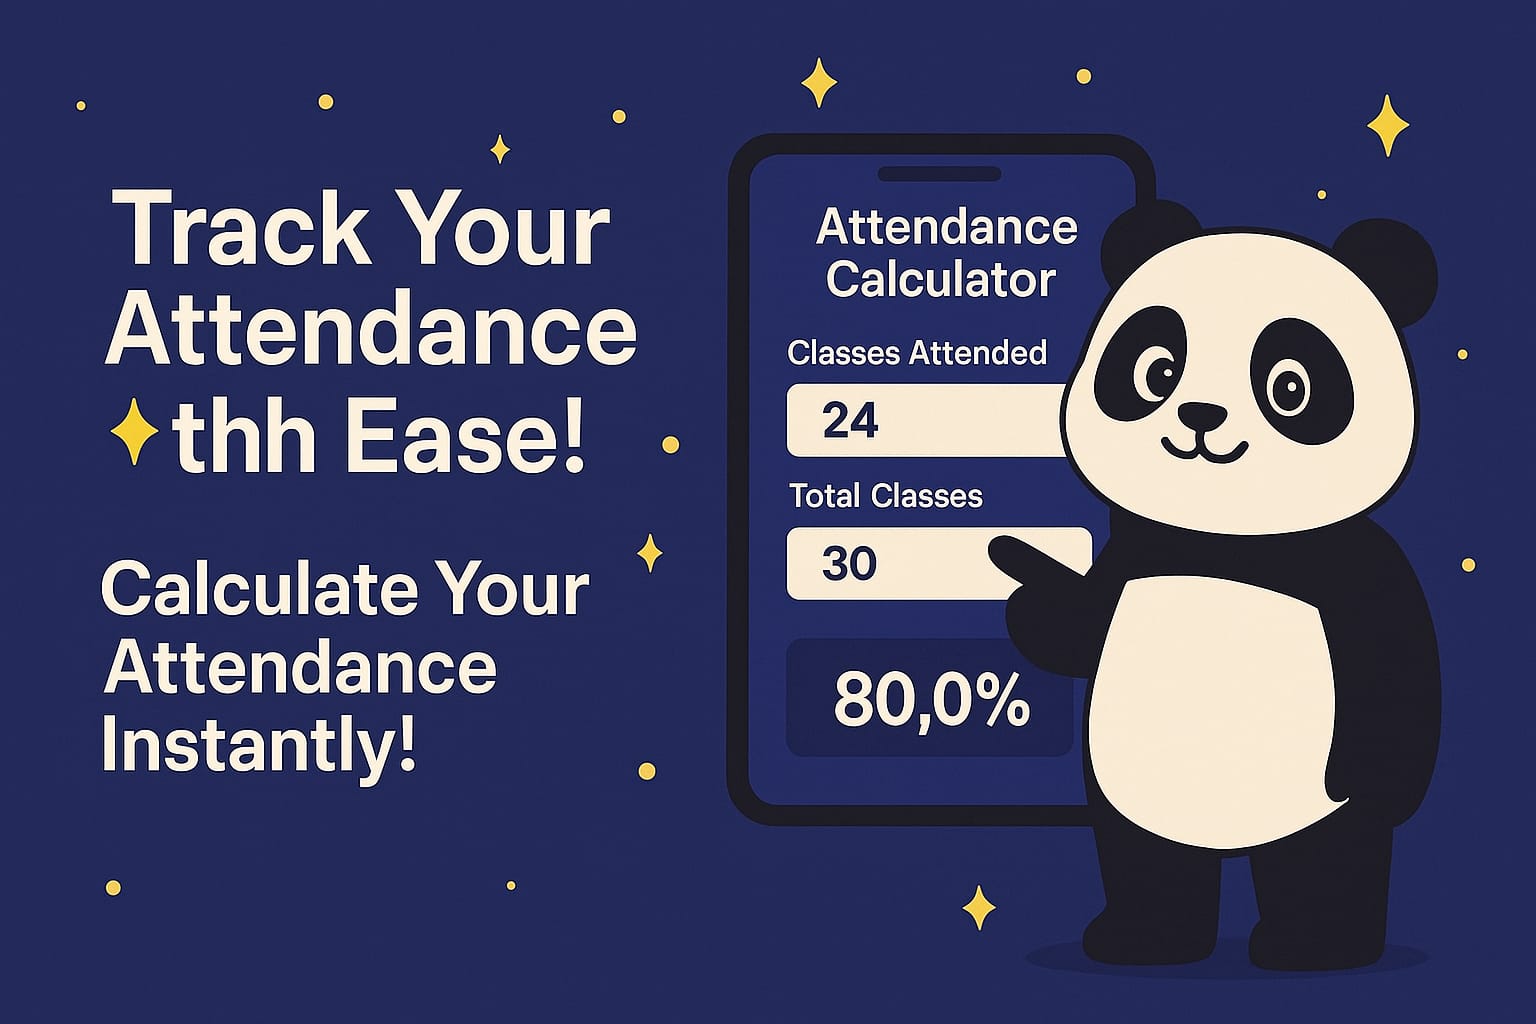 Track Your
Attendance
thh Ease!
Calculate Your
Attendance
Instantly!
Attendance
Calculator
Classes Attended
24
Total Classes
30
80,0%